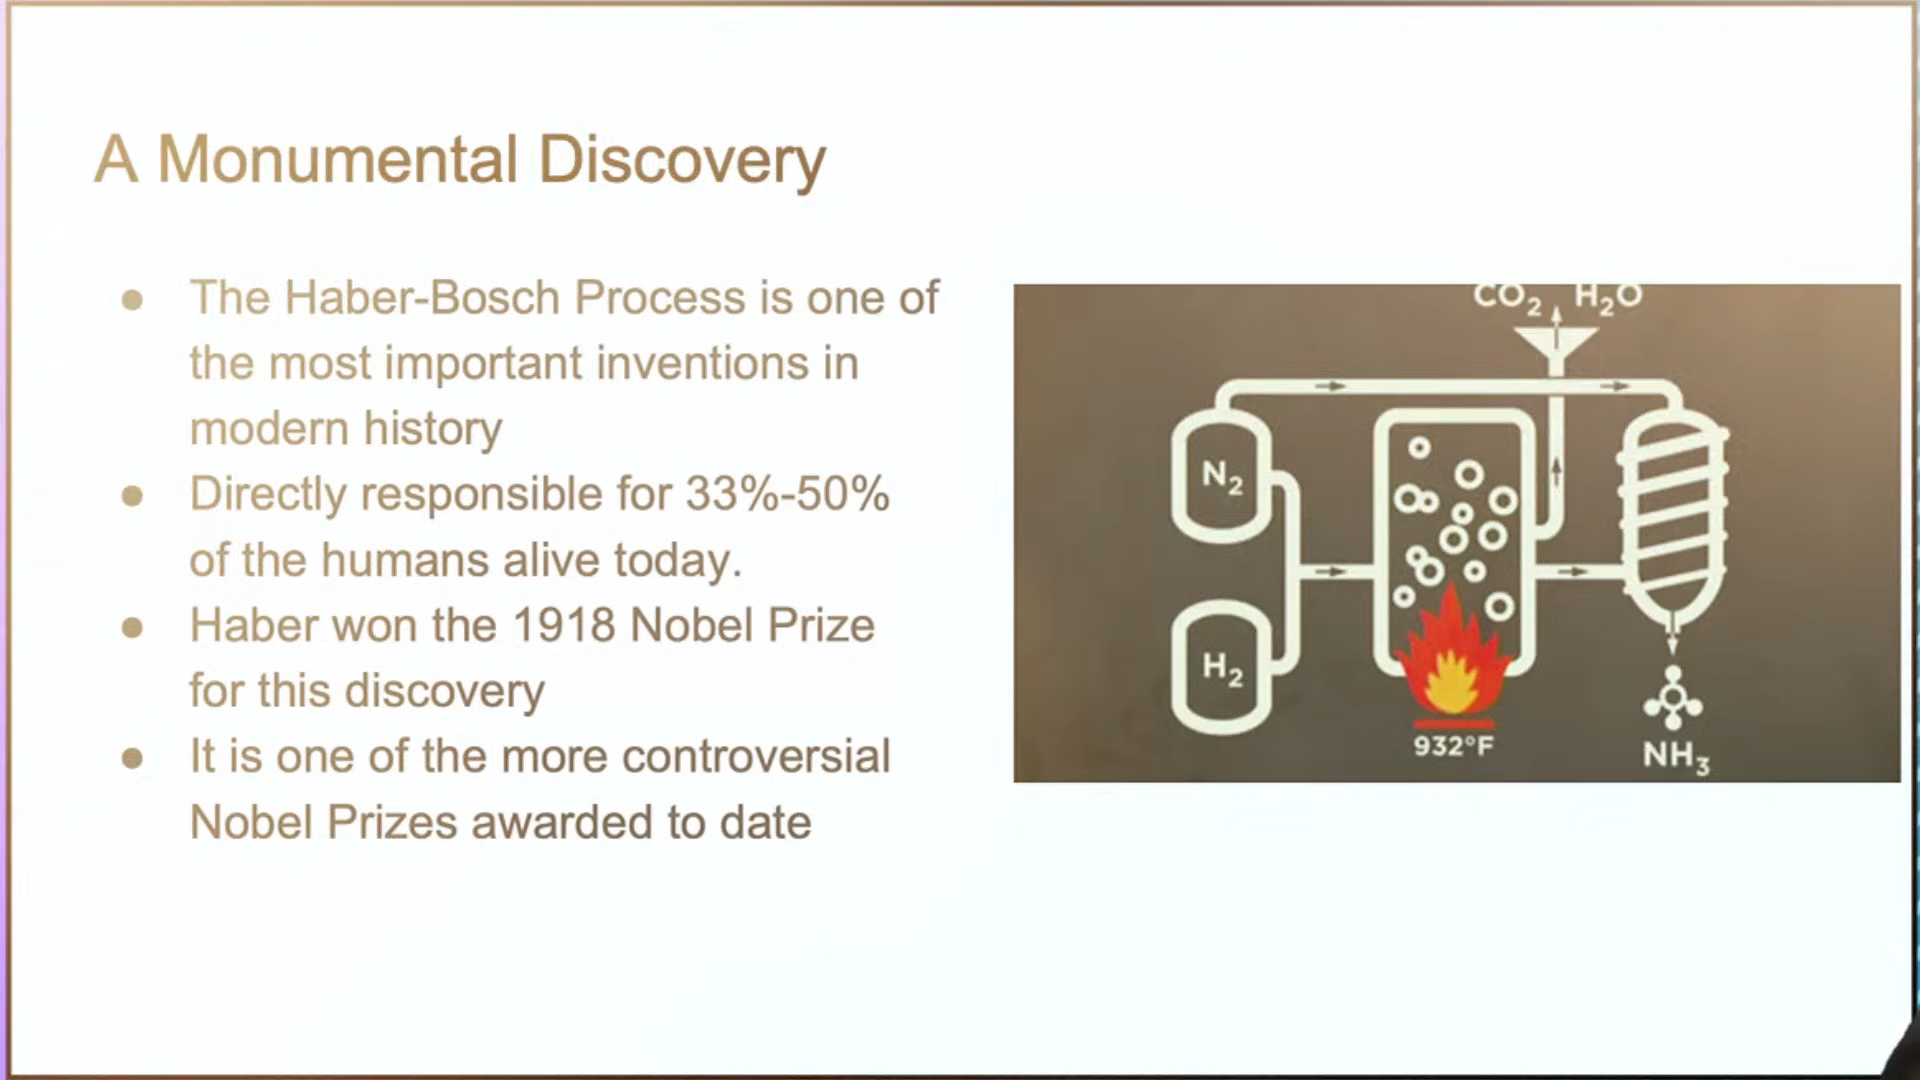 A Monumental Discovery
● The Haber-Bosch Process is one of
the most important inventions in
modern history
● Directly responsible for 33%-50%
of the humans alive today.
● Haber won the 1918 Nobel Prize
for this discovery
● It is one of the more controversial
Nobel Prizes awarded to date
CO₂ H₂O
N₂
H₂
932°F
NH₃